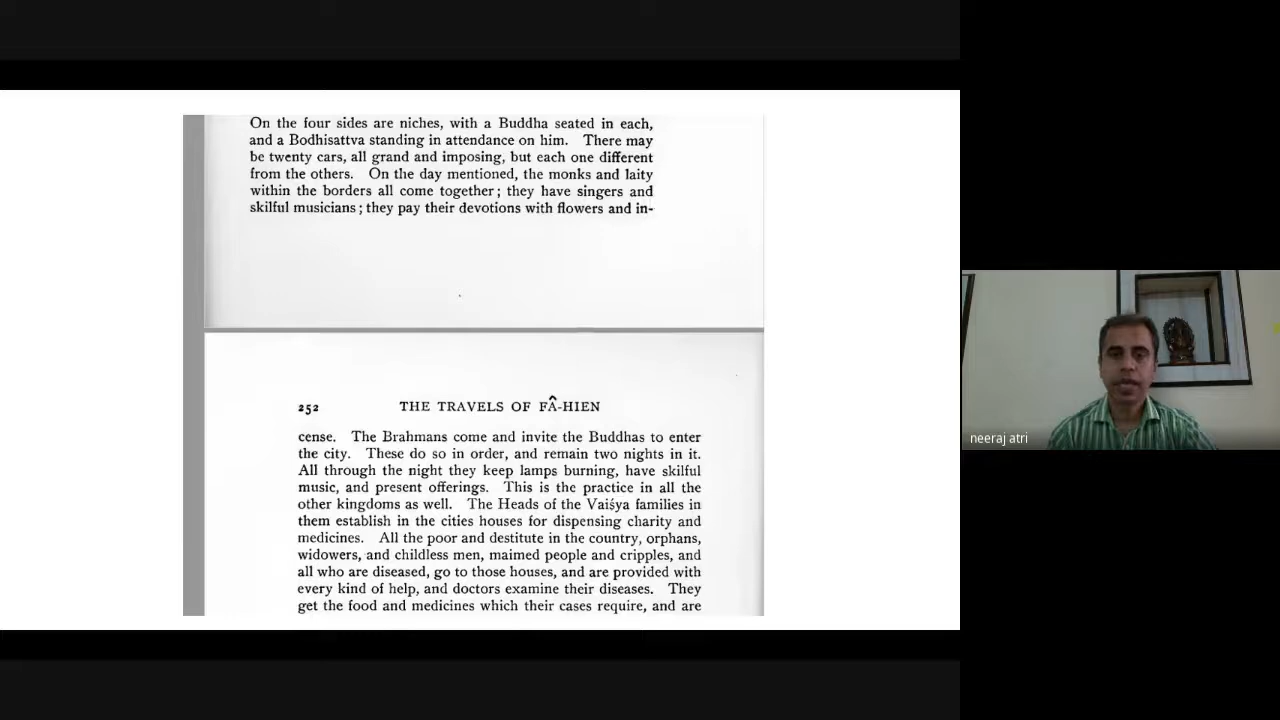 On the four sides are niches, with a Buddha seated in each,
and a Bodhisattva standing in attendance on him. There may
be twenty cars, all grand and imposing, but each one different
from the others. On the day mentioned, the monks and laity
within the borders all come together; they have singers and
skilful musicians; they pay their devotions with flowers and in-
252 THE TRAVELS OF FÂ-HIEN
cense. The Brahmans come and invite the Buddhas to enter
the city. These do so in order, and remain two nights in it.
All through the night they keep lamps burning, have skilful
music, and present offerings. This is the practice in all the
other kingdoms as well. The Heads of the Vaiśya families in
them establish in the cities houses for dispensing charity and
medicines. All the poor and destitute in the country, orphans,
widowers, and childless men, maimed people and cripples, and
all who are diseased, go to those houses, and are provided with
every kind of help, and doctors examine their diseases. They
get the food and medicines which their cases require, and are
neeraj atri